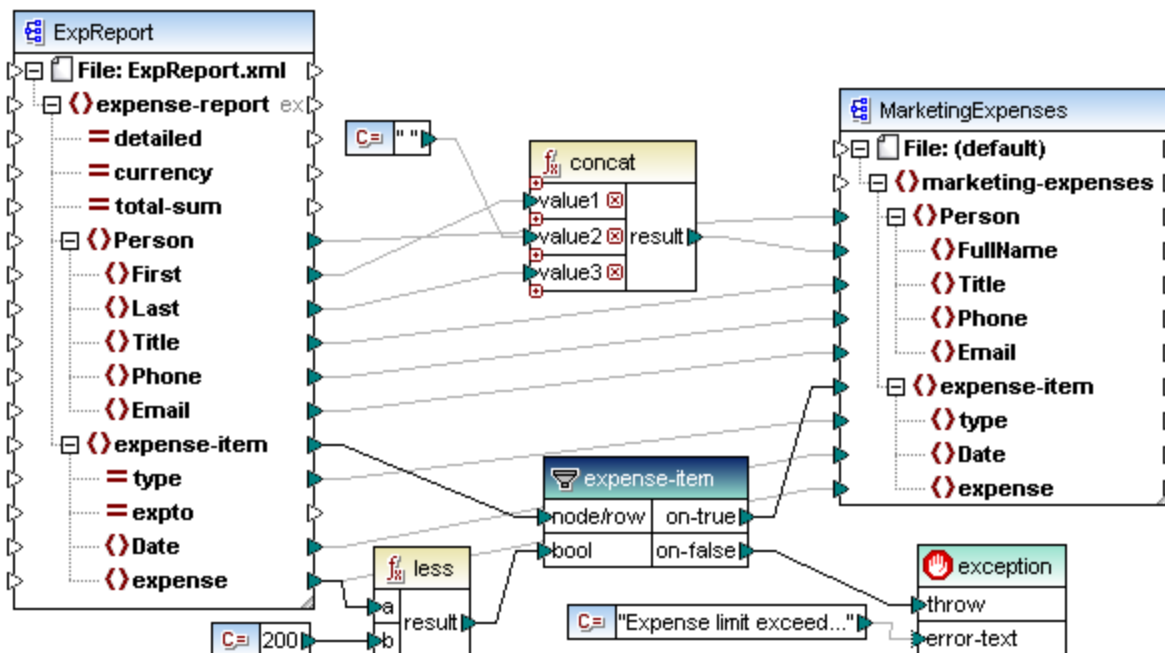 ExpReport
File: ExpReport.xml
expense-report ex
detailed
currency
total-sum
Person
First
Last
Title
Phone
Email
expense-item
type
expto
Date
expense
C= " "
concat
value1
value2 result
value3
MarketingExpenses
File: (default)
marketing-expenses
Person
FullName
Title
Phone
Email
expense-item
type
Date
expense
expense-item
node/row on-true
bool on-false
less
a
result
b
C= 200
C= "Expense limit exceed..."
exception
throw
error-text